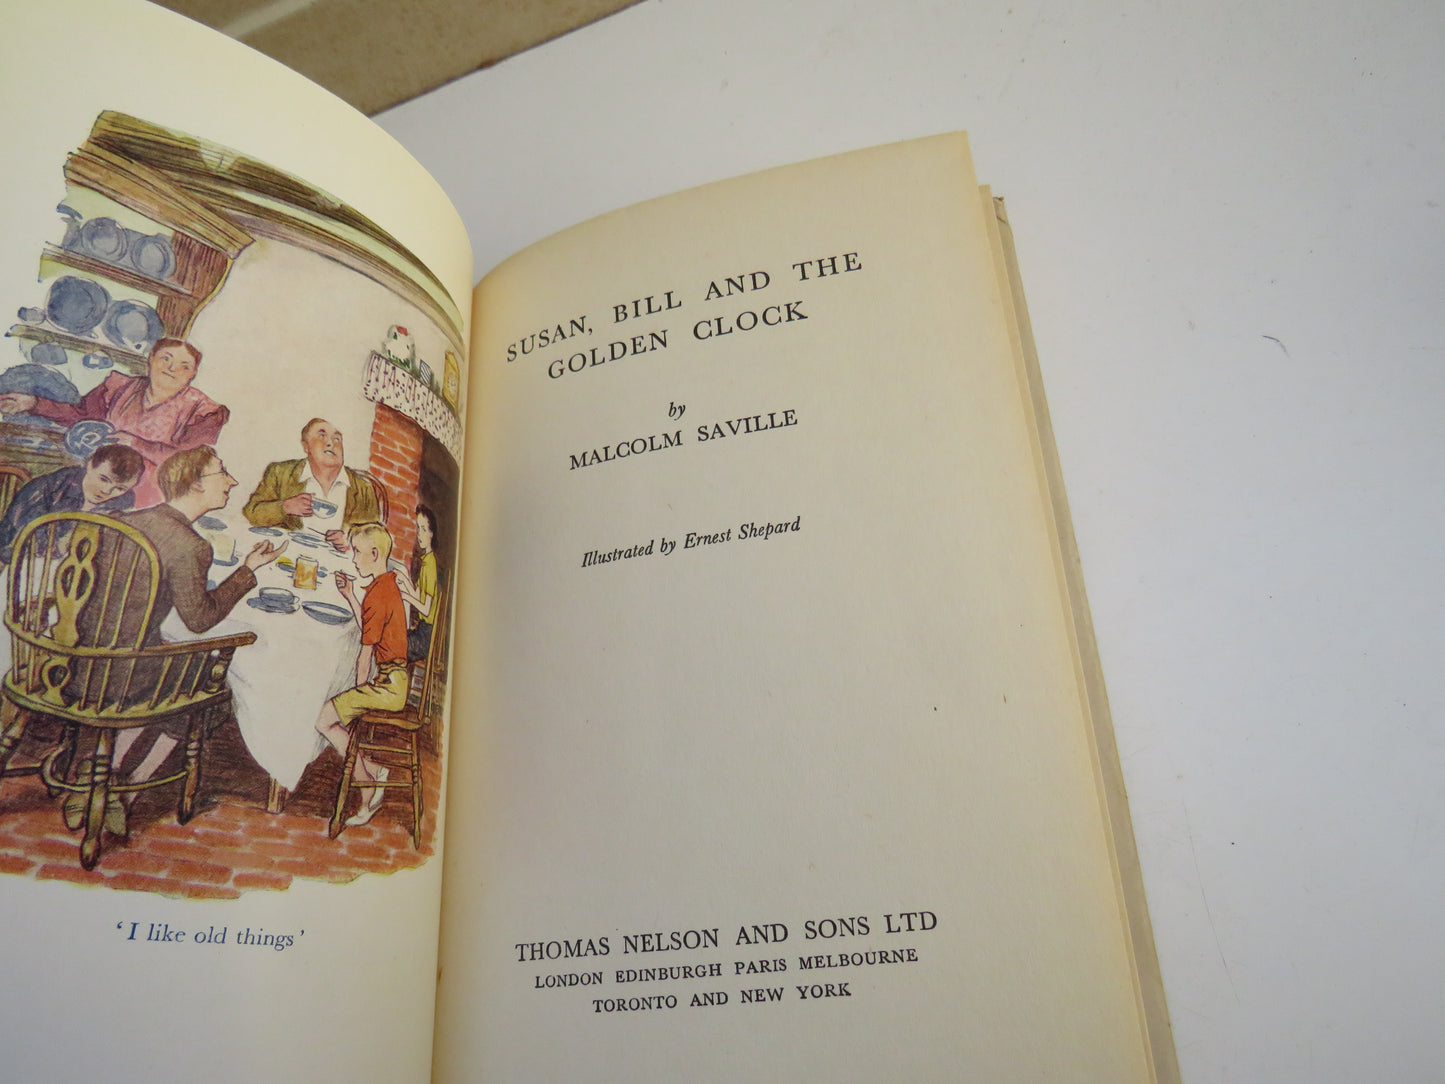 'I like old things'
SUSAN, BILL AND THE
GOLDEN CLOCK
by
MALCOLM SAVILLE
Illustrated by Ernest Shepard
THOMAS NELSON AND SONS LTD
LONDON EDINBURGH PARIS MELBOURNE
TORONTO AND NEW YORK